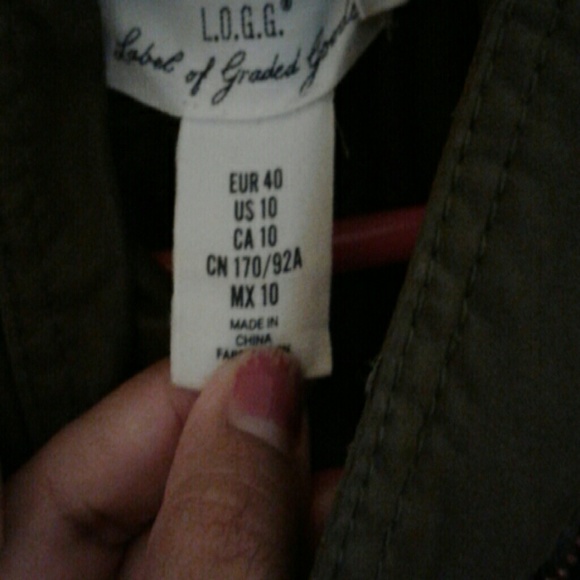 L.O.G.G.®
Label of Graded Goods
EUR 40
US 10
CA 10
CN 170/92A
MX 10
MADE IN
CHINA